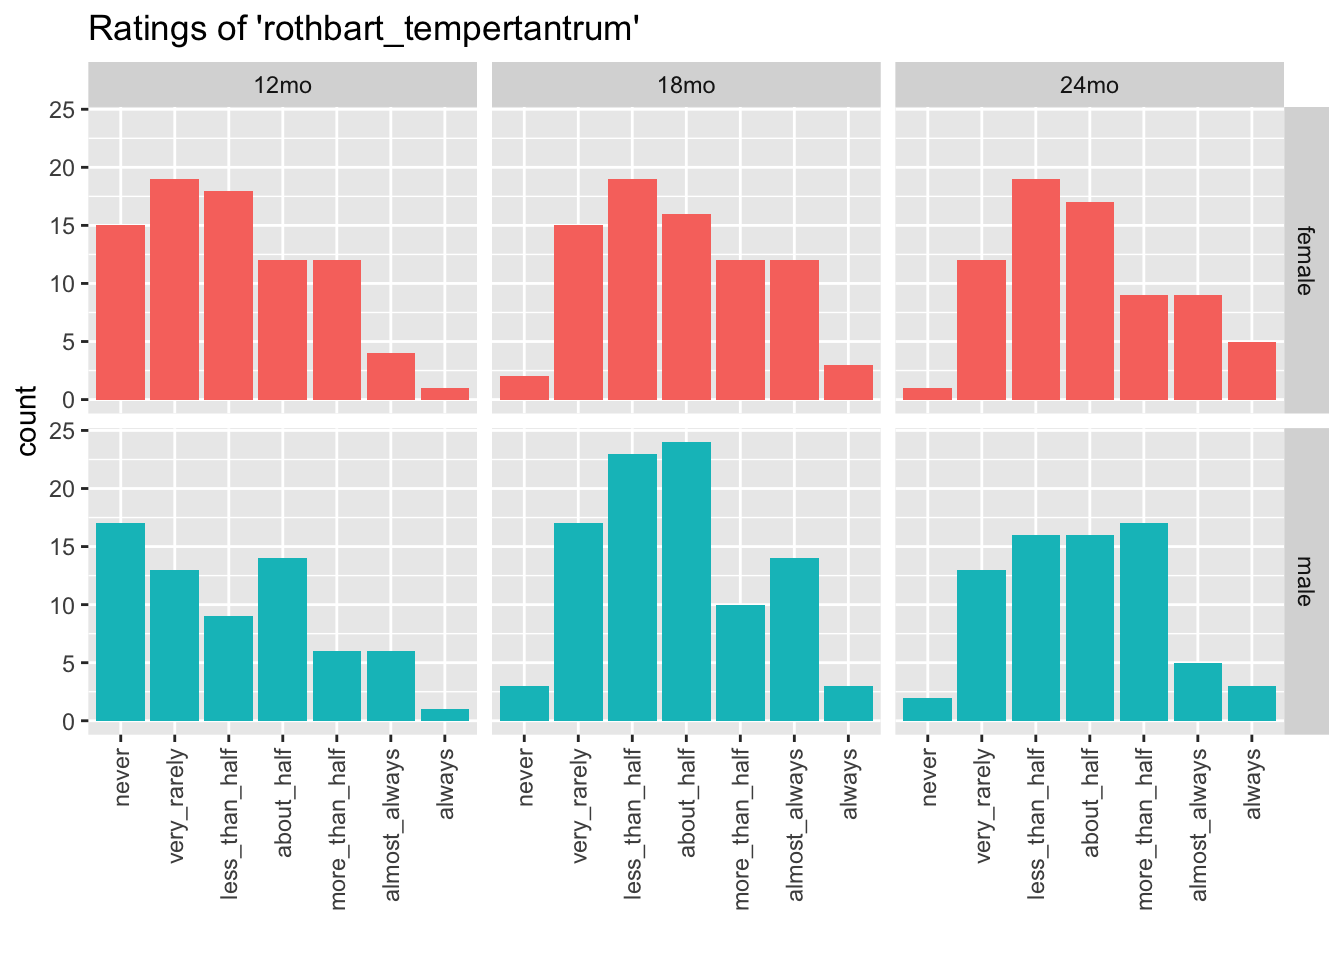 Ratings of 'rothbart_tempertantrum'
12mo 18mo 24mo
25
20
15
10
5
0
female
count
25
20
15
10
5
0
male
never very_rarely less_than_half about_half more_than_half almost_always always never very_rarely less_than_half about_half more_than_half almost_always always never very_rarely less_than_half about_half more_than_half almost_always always